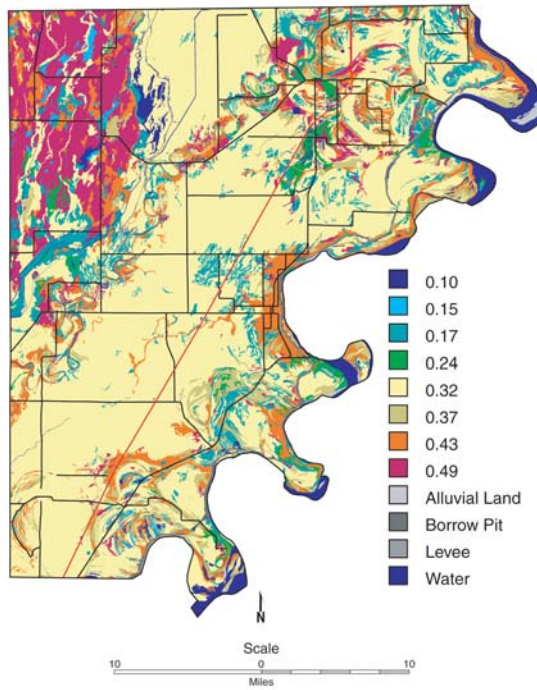 0.10
0.15
0.17
0.24
0.32
0.37
0.43
0.49
Alluvial Land
Borrow Pit
Levee
Water
N
Scale
10 0 10
Miles